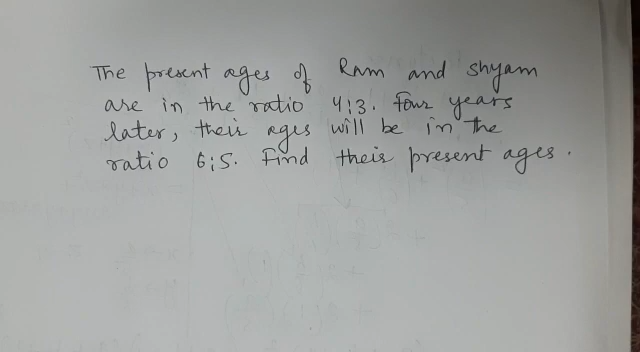 The present ages of Ram and Shyam
are in the ratio 4:3. Four years
later, their ages will be in the
ratio 6:5. Find their present ages.